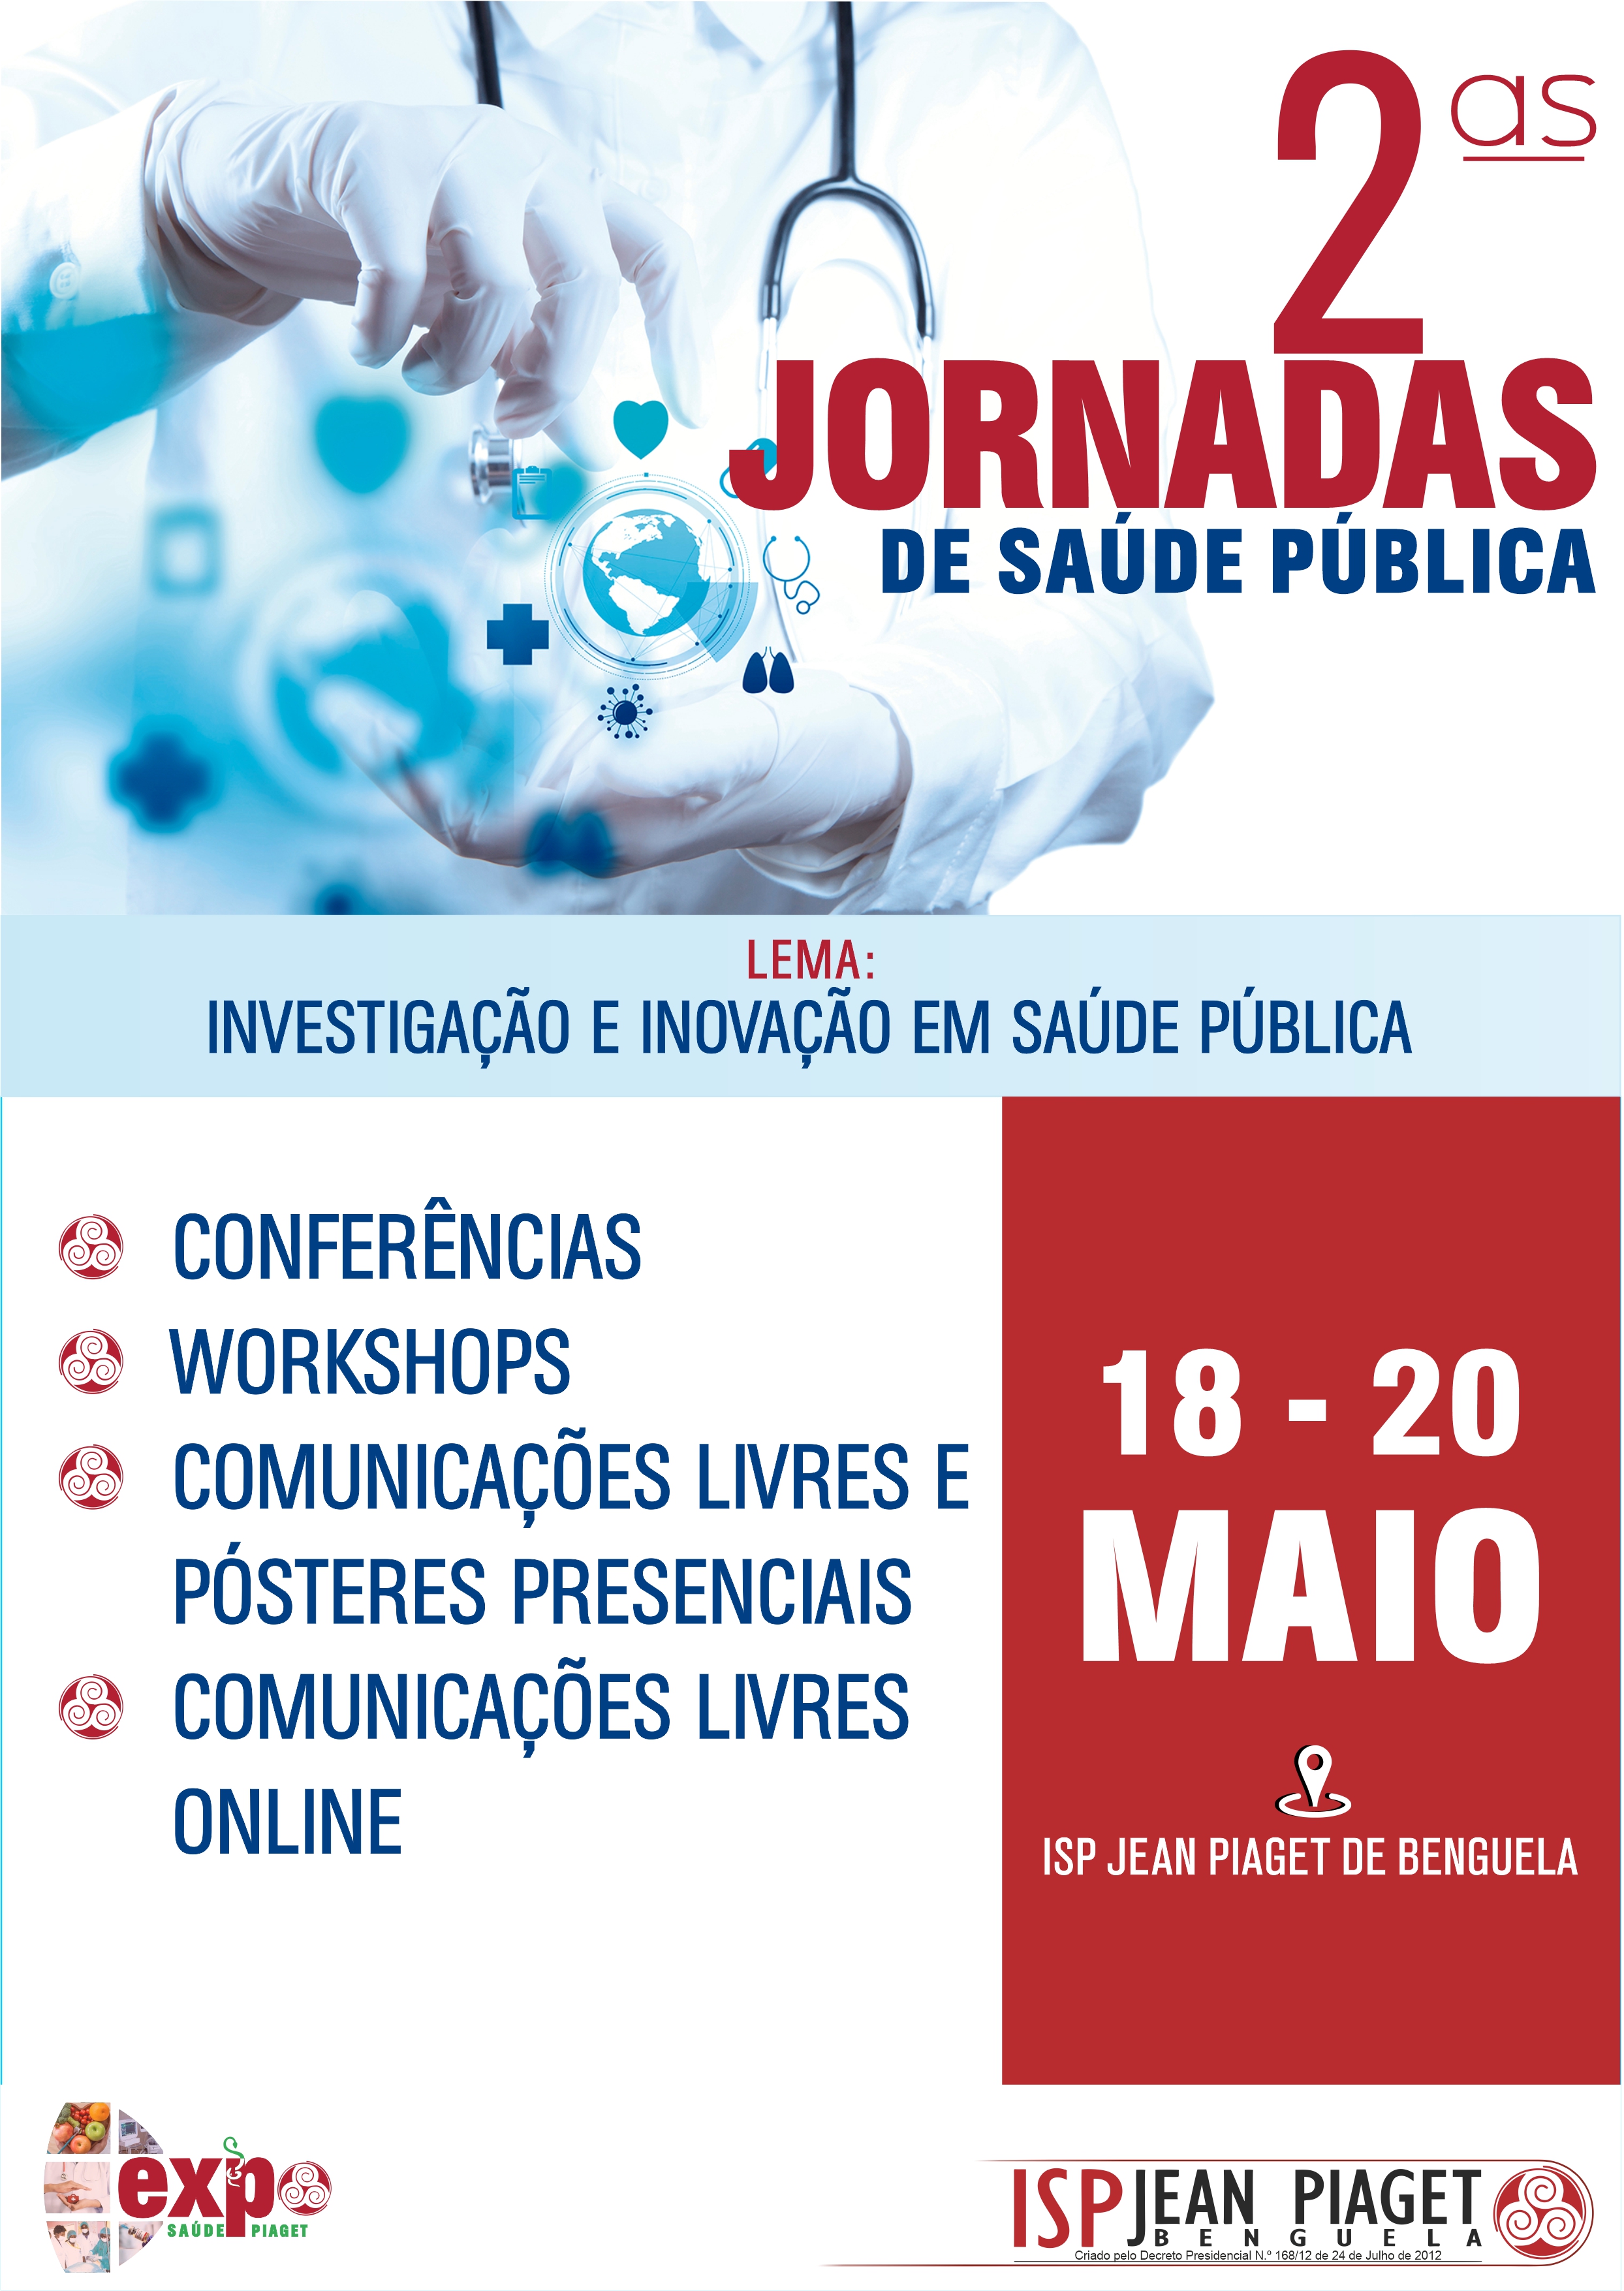 2as
JORNADAS
DE SAÚDE PÚBLICA
LEMA:
INVESTIGAÇÃO E INOVAÇÃO EM SAÚDE PÚBLICA
CONFERÊNCIAS
WORKSHOPS
COMUNICAÇÕES LIVRES E
PÓSTERES PRESENCIAIS
COMUNICAÇÕES LIVRES
ONLINE
18 - 20
MAIO
ISP JEAN PIAGET DE BENGUELA
expo
SAÚDE PIAGET
ISP JEAN PIAGET
BENGUELA
Criado pelo Decreto Presidencial N.º 168/12 de 24 de Julho de 2012